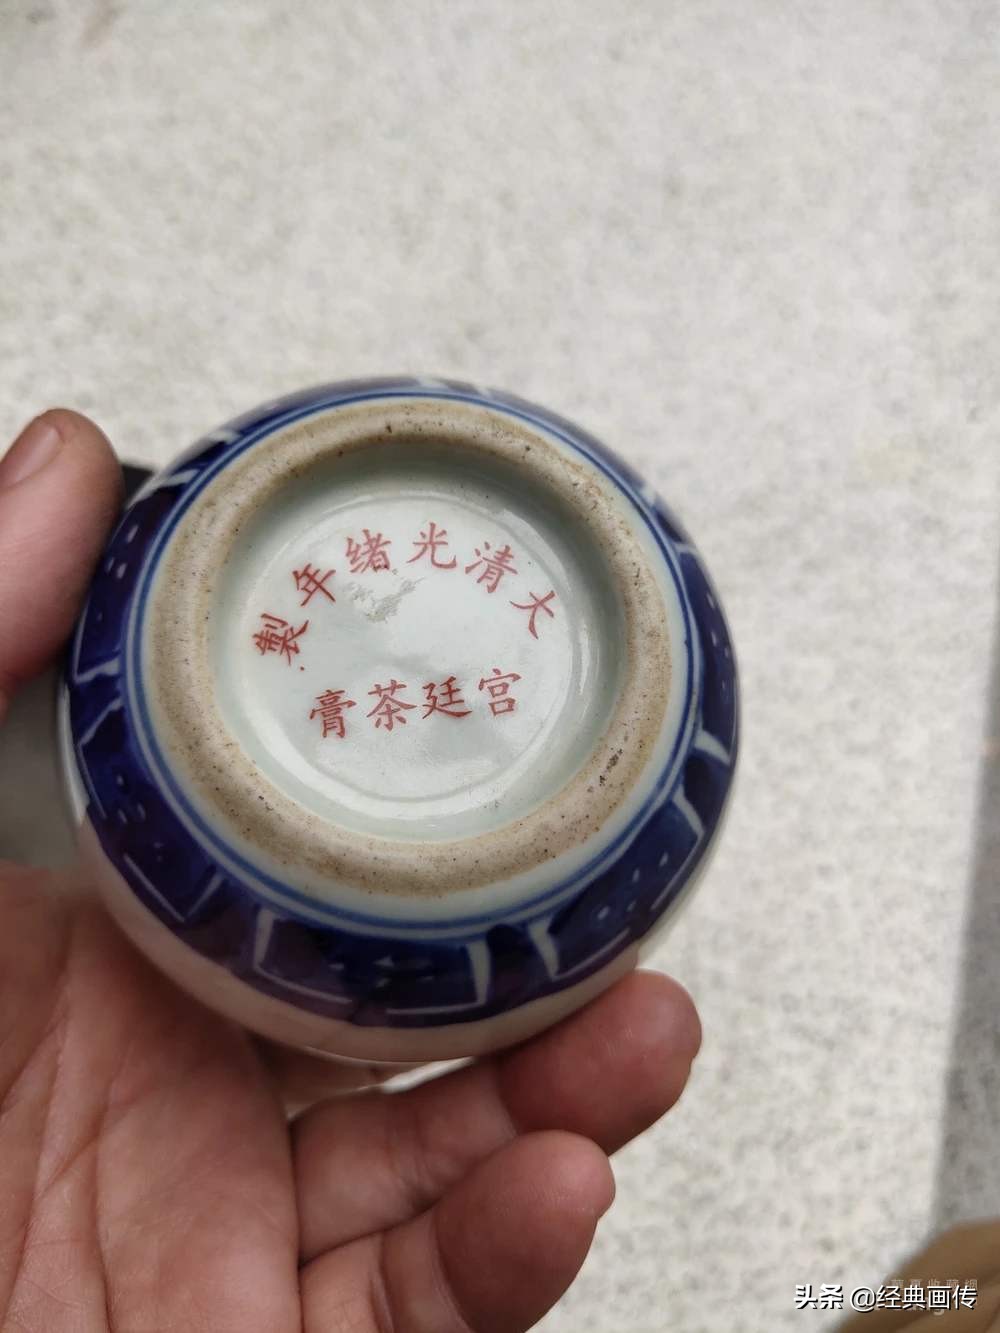 大清光绪年製
宫廷茶膏
头条 @经典画传